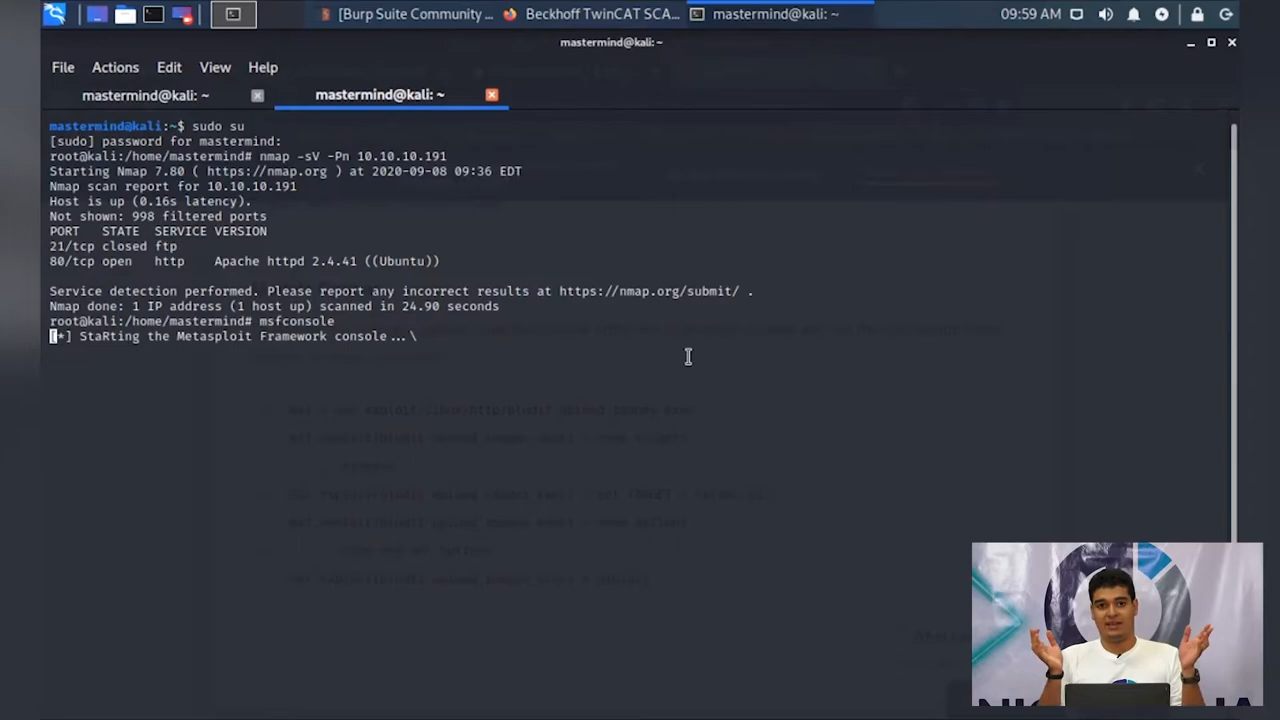 [Burp Suite Community ...
Beckhoff TwinCAT SCA...
mastermind@kali: ~
09:59 AM
mastermind@kali: ~
File Actions Edit View Help
mastermind@kali: ~
mastermind@kali: ~
mastermind@kali:~$ sudo su
[sudo] password for mastermind:
root@kali:/home/mastermind# nmap -sV -Pn 10.10.10.191
Starting Nmap 7.80 ( https://nmap.org ) at 2020-09-08 09:36 EDT
Nmap scan report for 10.10.10.191
Host is up (0.16s latency).
Not shown: 998 filtered ports
PORT STATE SERVICE VERSION
21/tcp closed ftp
80/tcp open http Apache httpd 2.4.41 ((Ubuntu))
Service detection performed. Please report any incorrect results at https://nmap.org/submit/ .
Nmap done: 1 IP address (1 host up) scanned in 24.90 seconds
root@kali:/home/mastermind# msfconsole
[*] StaRting the Metasploit Framework console...\